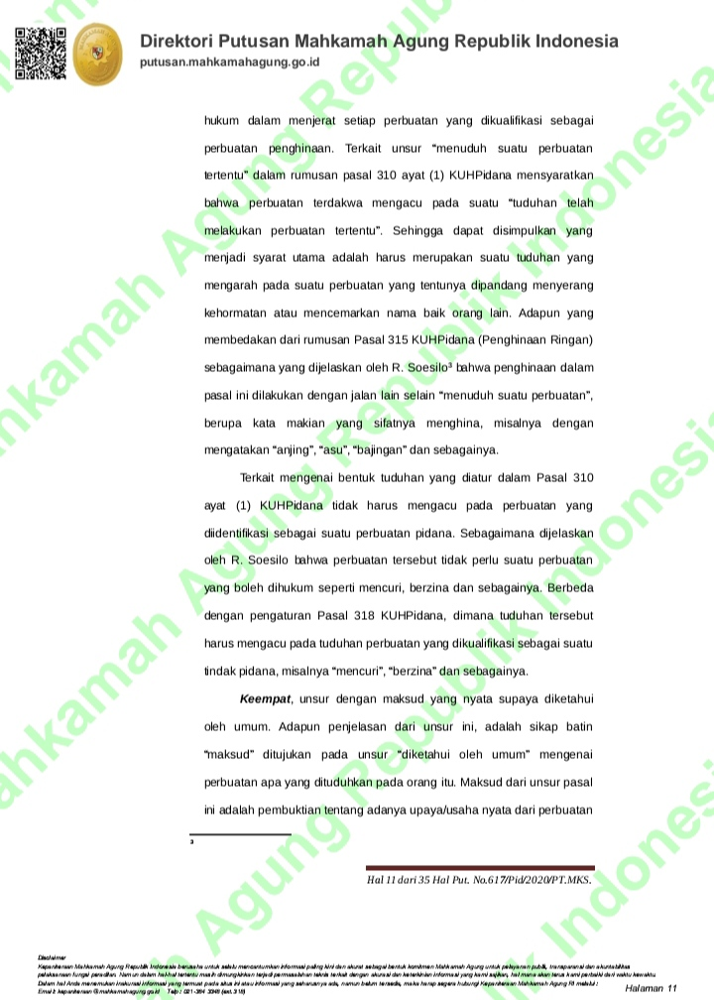 Direktori Putusan Mahkamah Agung Republik Indonesia
putusan.mahkamahagung.go.id
hukum dalam menjerat setiap perbuatan yang dikualifikasi sebagai
perbuatan penghinaan. Terkait unsur “menuduh suatu perbuatan
tertentu” dalam rumusan pasal 310 ayat (1) KUHPidana mensyaratkan
bahwa perbuatan terdakwa mengacu pada suatu “tuduhan telah
melakukan perbuatan tertentu”. Sehingga dapat disimpulkan yang
menjadi syarat utama adalah harus merupakan suatu tuduhan yang
mengarah pada suatu perbuatan yang tentunya dipandang menyerang
kehormatan atau mencemarkan nama baik orang lain. Adapun yang
membedakan dari rumusan Pasal 315 KUHPidana (Penghinaan Ringan)
sebagaimana yang dijelaskan oleh R. Soesilo³ bahwa penghinaan dalam
pasal ini dilakukan dengan jalan lain selain “menuduh suatu perbuatan”,
berupa kata makian yang sifatnya menghina, misalnya dengan
mengatakan “anjing”, “asu”, “bajingan” dan sebagainya.
Terkait mengenai bentuk tuduhan yang diatur dalam Pasal 310
ayat (1) KUHPidana tidak harus mengacu pada perbuatan yang
diidentifikasi sebagai suatu perbuatan pidana. Sebagaimana dijelaskan
oleh R. Soesilo bahwa perbuatan tersebut tidak perlu suatu perbuatan
yang boleh dihukum seperti mencuri, berzina dan sebagainya. Berbeda
dengan pengaturan Pasal 318 KUHPidana, dimana tuduhan tersebut
harus mengacu pada tuduhan perbuatan yang dikualifikasi sebagai suatu
tindak pidana, misalnya “mencuri”, “berzina” dan sebagainya.
Keempat, unsur dengan maksud yang nyata supaya diketahui
oleh umum. Adapun penjelasan dari unsur ini, adalah sikap batin
“maksud” ditujukan pada unsur “diketahui oleh umum” mengenai
perbuatan apa yang dituduhkan pada orang itu. Maksud dari unsur pasal
ini adalah pembuktian tentang adanya upaya/usaha nyata dari perbuatan
3
Hal 11 dari 35 Hal Put. No.617/Pid/2020/PT.MKS.
Disclaimer
Kepaniteraan Mahkamah Agung Republik Indonesia berusaha untuk selalu mencantumkan informasi paling kini dan akurat sebagai bentuk komitmen Mahkamah Agung untuk pelayanan publik, transparansi dan akuntabilitas
pelaksanaan fungsi peradilan. Namun dalam hal-hal tertentu masih dimungkinkan terjadi permasalahan teknis terkait dengan akurasi dan keterkinian informasi yang kami sajikan, hal mana akan terus kami perbaiki dari waktu kewaktu.
Dalam hal Anda menemukan inakurasi informasi yang termuat pada situs ini atau informasi yang seharusnya ada, namun belum tersedia, maka harap segera hubungi Kepaniteraan Mahkamah Agung RI melalui :
Email : kepaniteraan@mahkamahagung.go.id Telp : 021-384 3348 (ext.318)
Halaman 11
Mahkamah Agung Republik Indonesia
Mahkamah Agung Republik Indonesia
Mahkamah Agung Republik Indonesia